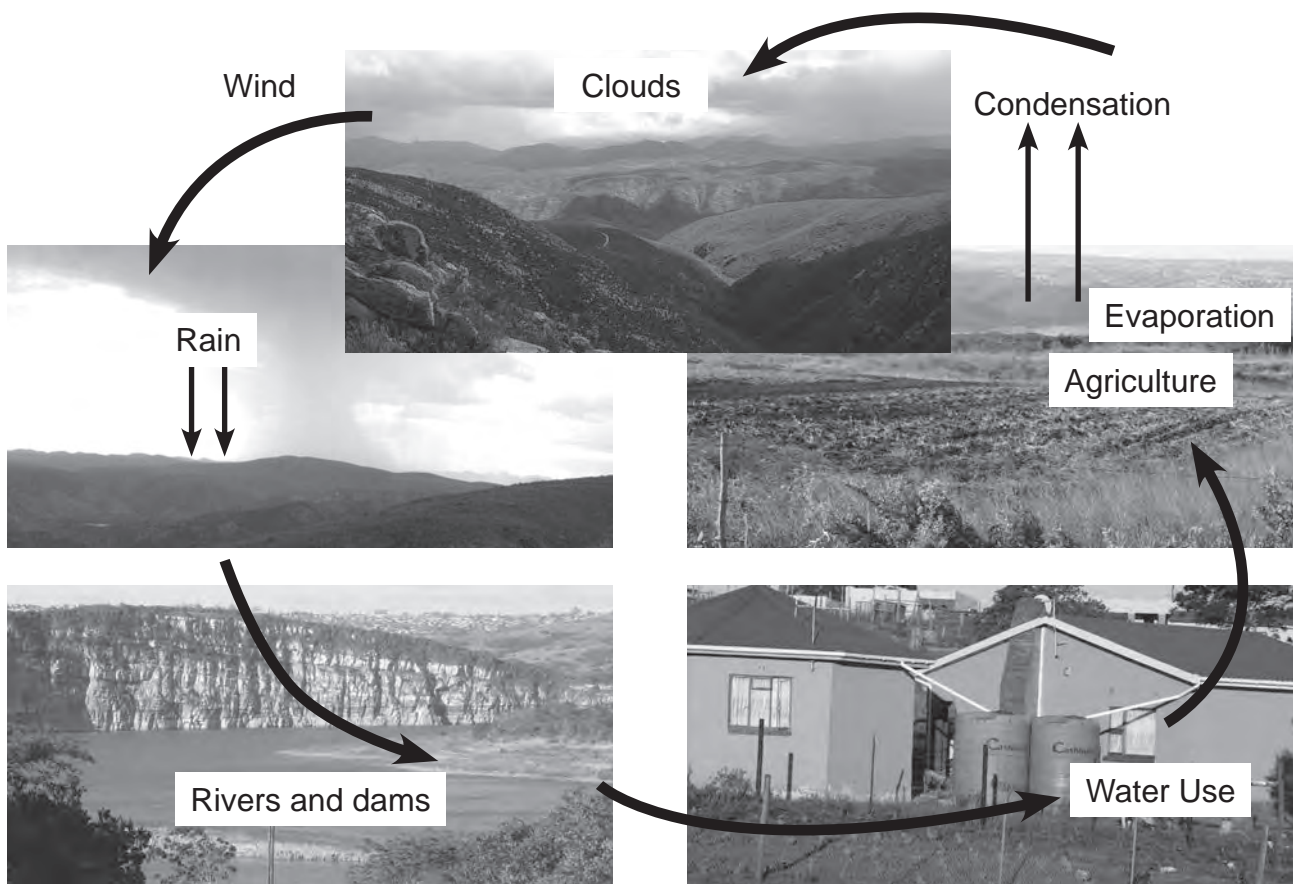 Clouds
Wind
Condensation
Rain
Evaporation
Agriculture
Rivers and dams
Water Use